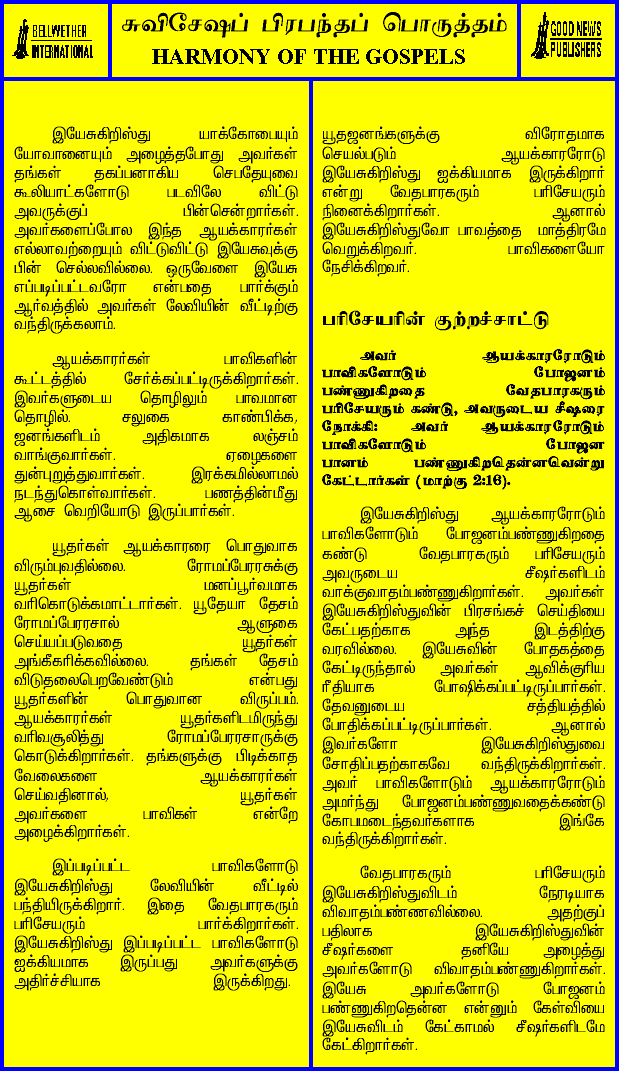 BELLWETHER
INTERNATIONAL
சுவிசேஷப் பிரபந்தப் பொருத்தம்
HARMONY OF THE GOSPELS
GOOD NEWS
PUBLISHERS
இயேசுகிறிஸ்து யாக்கோபையும்
யோவானையும் அழைத்தபோது அவர்கள்
தங்கள் தகப்பனாகிய செபதேயுவை
கூலியாட்களோடு படவிலே விட்டு
அவருக்குப் பின்சென்றார்கள்.
அவர்களைப்போல இந்த ஆயக்காரர்கள்
எல்லாவற்றையும் விட்டுவிட்டு இயேசுவுக்கு
பின் செல்லவில்லை. ஒருவேளை இயேசு
எப்படிப்பட்டவரோ என்பதை பார்க்கும்
ஆர்வத்தில் அவர்கள் லேவியின் வீட்டிற்கு
வந்திருக்கலாம்.
ஆயக்காரர்கள் பாவிகளின்
கூட்டத்தில் சேர்க்கப்பட்டிருக்கிறார்கள்.
இவர்களுடைய தொழிலும் பாவமான
தொழில். சலுகை காண்பிக்க,
ஜனங்களிடம் அதிகமாக லஞ்சம்
வாங்குவார்கள். ஏழைகளை
துன்புறுத்துவார்கள். இரக்கமில்லாமல்
நடந்துகொள்வார்கள். பணத்தின்மீது
ஆசை வெறியோடு இருப்பார்கள்.
யூதர்கள் ஆயக்காரரை பொதுவாக
விரும்புவதில்லை. ரோமப்பேரரசுக்கு
யூதர்கள் மனப்பூர்வமாக
வரிகொடுக்கமாட்டார்கள். யூதேயா தேசம்
ரோமப்பேரரசால் ஆளுகை
செய்யப்படுவதை யூதர்கள்
அங்கீகரிக்கவில்லை. தங்கள் தேசம்
விடுதலைபெறவேண்டும் என்பது
யூதர்களின் பொதுவான விருப்பம்.
ஆயக்காரர்கள் யூதர்களிடமிருந்து
வரிவசூலித்து ரோமப்பேரரசாருக்கு
கொடுக்கிறார்கள். தங்களுக்கு பிடிக்காத
வேலைகளை ஆயக்காரர்கள்
செய்வதினால், யூதர்கள்
அவர்களை பாவிகள் என்றே
அழைக்கிறார்கள்.
இப்படிப்பட்ட பாவிகளோடு
இயேசுகிறிஸ்து லேவியின் வீட்டில்
பந்தியிருக்கிறார். இதை வேதபாரகரும்
பரிசேயரும் பார்க்கிறார்கள்.
இயேசுகிறிஸ்து இப்படிப்பட்ட பாவிகளோடு
ஐக்கியமாக இருப்பது அவர்களுக்கு
அதிர்ச்சியாக இருக்கிறது.
யூதஜனங்களுக்கு விரோதமாக
செயல்படும் ஆயக்காரரோடு
இயேசுகிறிஸ்து ஐக்கியமாக இருக்கிறார்
என்று வேதபாரகரும் பரிசேயரும்
நினைக்கிறார்கள். ஆனால்
இயேசுகிறிஸ்துவோ பாவத்தை மாத்திரமே
வெறுக்கிறவர். பாவிகளையோ
நேசிக்கிறவர்.
பரிசேயரின் குற்றச்சாட்டு
அவர் ஆயக்காரரோடும்
பாவிகளோடும் போஜனம்
பண்ணுகிறதை வேதபாரகரும்
பரிசேயரும் கண்டு, அவருடைய சீஷரை
நோக்கி: அவர் ஆயக்காரரோடும்
பாவிகளோடும் போஜன
பானம் பண்ணுகிறதென்னவென்று
கேட்டார்கள் (மாற்கு 2:16).
இயேசுகிறிஸ்து ஆயக்காரரோடும்
பாவிகளோடும் போஜனம்பண்ணுகிறதை
கண்டு வேதபாரகரும் பரிசேயரும்
அவருடைய சீஷர்களிடம்
வாக்குவாதம்பண்ணுகிறார்கள். அவர்கள்
இயேசுகிறிஸ்துவின் பிரசங்கச் செய்தியை
கேட்பதற்காக அந்த இடத்திற்கு
வரவில்லை. இயேசுவின் போதகத்தை
கேட்டிருந்தால் அவர்கள் ஆவிக்குரிய
ரீதியாக போஷிக்கப்பட்டிருப்பார்கள்.
தேவனுடைய சத்தியத்தில்
போதிக்கப்பட்டிருப்பார்கள். ஆனால்
இவர்களோ இயேசுகிறிஸ்துவை
சோதிப்பதற்காகவே வந்திருக்கிறார்கள்.
அவர் பாவிகளோடும் ஆயக்காரரோடும்
அமர்ந்து போஜனம்பண்ணுவதைக்கண்டு
கோபமடைந்தவர்களாக இங்கே
வந்திருக்கிறார்கள்.
வேதபாரகரும் பரிசேயரும்
இயேசுகிறிஸ்துவிடம் நேரடியாக
விவாதம்பண்ணவில்லை. அதற்குப்
பதிலாக இயேசுகிறிஸ்துவின்
சீஷர்களை தனியே அழைத்து
அவர்களோடு விவாதம்பண்ணுகிறார்கள்.
இயேசு அவர்களோடு போஜனம்
பண்ணுகிறதென்ன என்னும் கேள்வியை
இயேசுவிடம் கேட்காமல் சீஷர்களிடமே
கேட்கிறார்கள்.